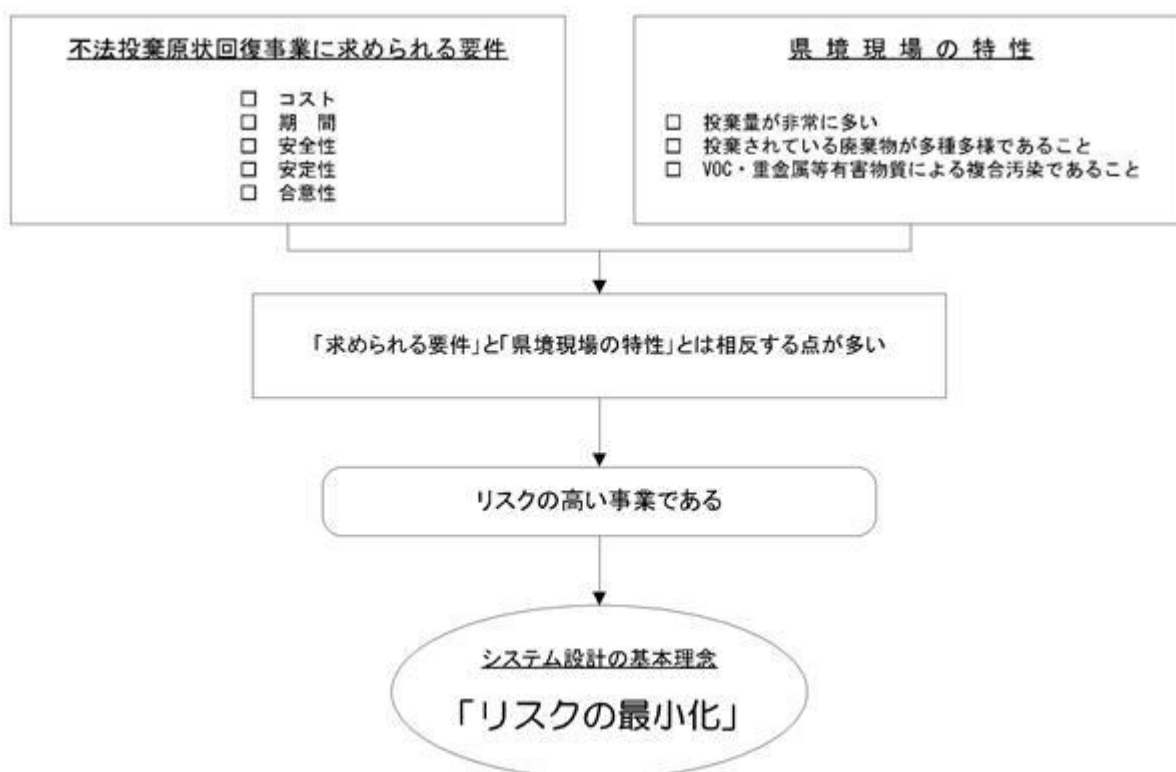 不法投棄原状回復事業に求められる要件
□ コスト
□ 期 間
□ 安全性
□ 安定性
□ 合意性
県 境 現 場 の 特 性
□ 投棄量が非常に多い
□ 投棄されている廃棄物が多種多様であること
□ VOC・重金属等有害物質による複合汚染であること
「求められる要件」と「県境現場の特性」とは相反する点が多い
リスクの高い事業である
システム設計の基本理念
「リスクの最小化」